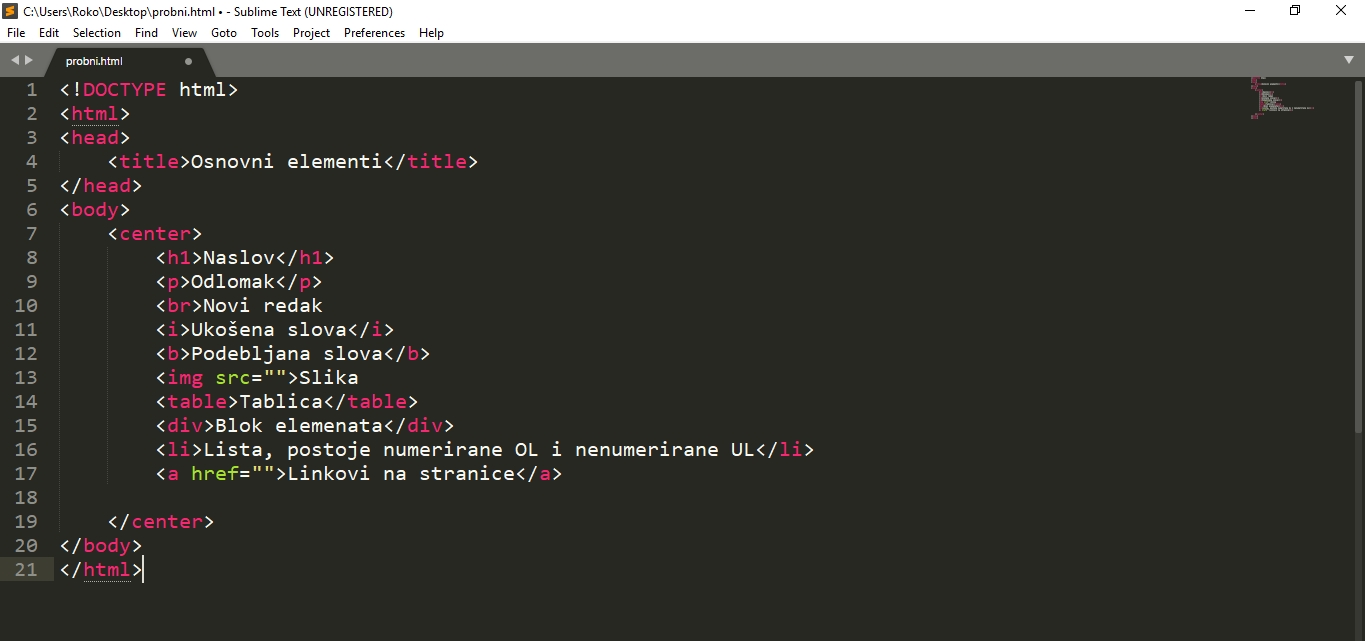 C:\Users\Roko\Desktop\probni.html • - Sublime Text (UNREGISTERED)
File Edit Selection Find View Goto Tools Project Preferences Help
probni.html
1 <!DOCTYPE html>
2 <html>
3 <head>
4 <title>Osnovni elementi</title>
5 </head>
6 <body>
7 <center>
8 <h1>Naslov</h1>
9 <p>Odlomak</p>
10 <br>Novi redak
11 <i>Ukošena slova</i>
12 <b>Podebljana slova</b>
13 <img src="">Slika
14 <table>Tablica</table>
15 <div>Blok elemenata</div>
16 <li>Lista, postoje numerirane OL i nenumerirane UL</li>
17 <a href="">Linkovi na stranice</a>
18
19 </center>
20 </body>
21 </html>